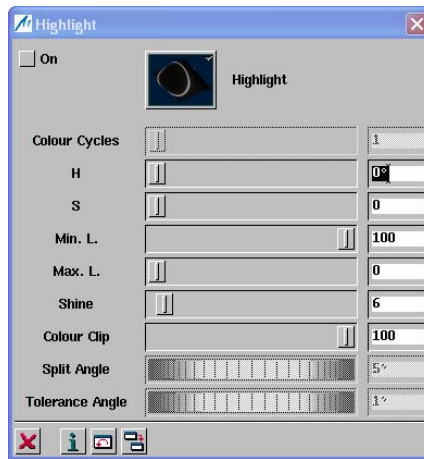 Highlight
On
Highlight
Colour Cycles 1
H 0°
S 0
Min. L. 100
Max. L. 0
Shine 6
Colour Clip 100
Split Angle 5°
Tolerance Angle 1°